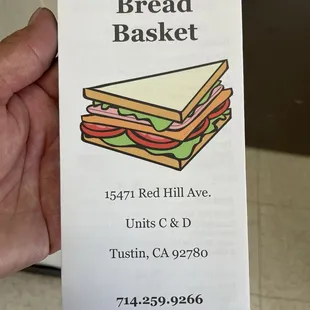 Bread
Basket
15471 Red Hill Ave.
Units C & D
Tustin, CA 92780
714.259.9266